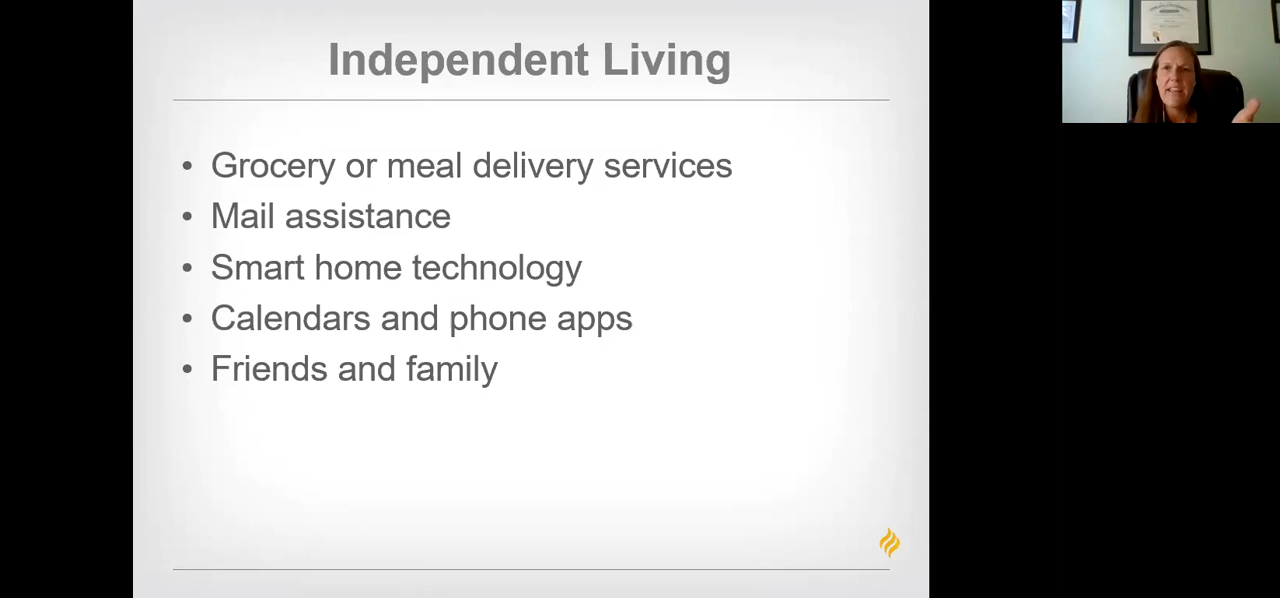 Independent Living
• Grocery or meal delivery services
• Mail assistance
• Smart home technology
• Calendars and phone apps
• Friends and family